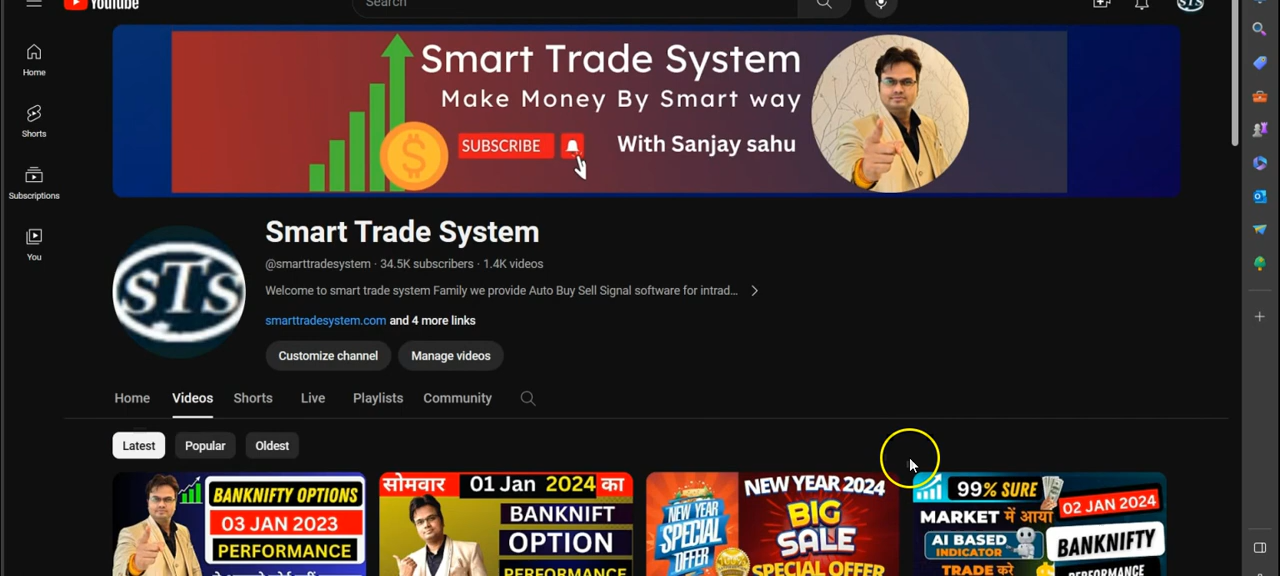 YouTube
Search
STS
Home
Shorts
Subscriptions
You
Smart Trade System
Make Money By Smart way
SUBSCRIBE
With Sanjay sahu
$
STS
Smart Trade System
@smarttradesystem · 34.5K subscribers · 1.4K videos
Welcome to smart trade system Family we provide Auto Buy Sell Signal software for intrad...
smarttradesystem.com and 4 more links
Customize channel
Manage videos
Home
Videos
Shorts
Live
Playlists
Community
Latest
Popular
Oldest
BANKNIFTY OPTIONS
03 JAN 2023
PERFORMANCE
सोमवार 01 Jan 2024 का
BANKNIFT
OPTION
PERFORMANCE
NEW YEAR 2024
NEW YEAR
SPECIAL
OFFER
BIG
SALE
SPECIAL OFFER
99% SURE
02 JAN 2024
MARKET में आया
AI BASED
INDICATOR
BANKNIFTY
TRADE करे
PERFORMANCE